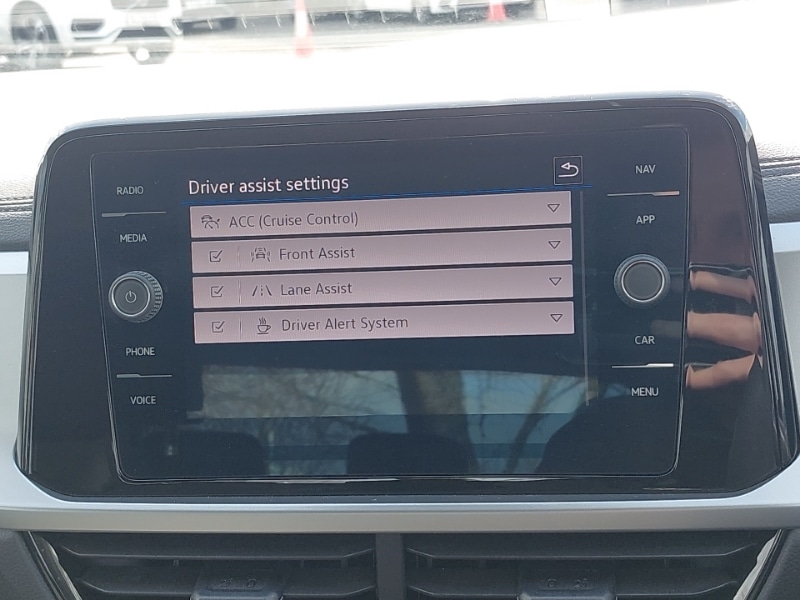 Driver assist settings
ACC (Cruise Control)
Front Assist
Lane Assist
Driver Alert System
RADIO
MEDIA
PHONE
VOICE
NAV
APP
CAR
MENU